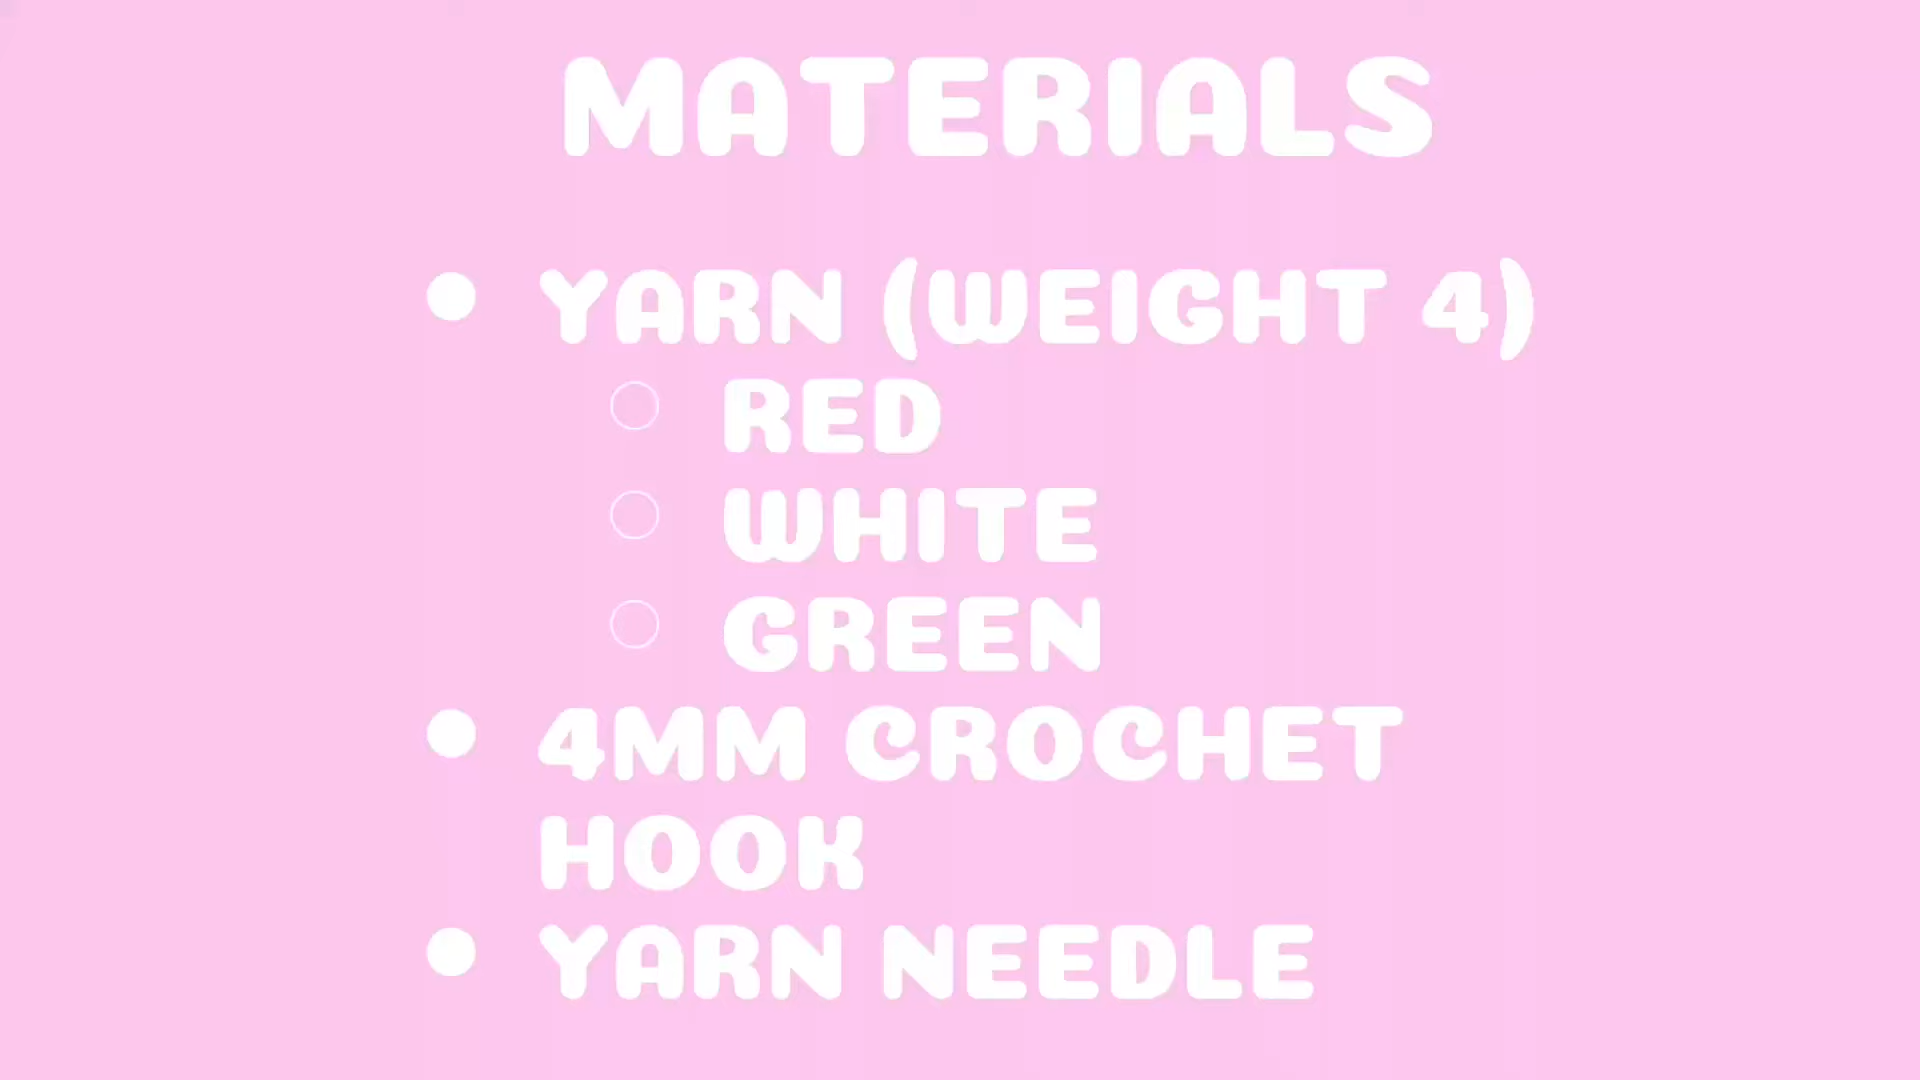 MATERIALS
● YARN (WEIGHT 4)
○ RED
○ WHITE
○ GREEN
● 4MM CROCHET
HOOK
● YARN NEEDLE